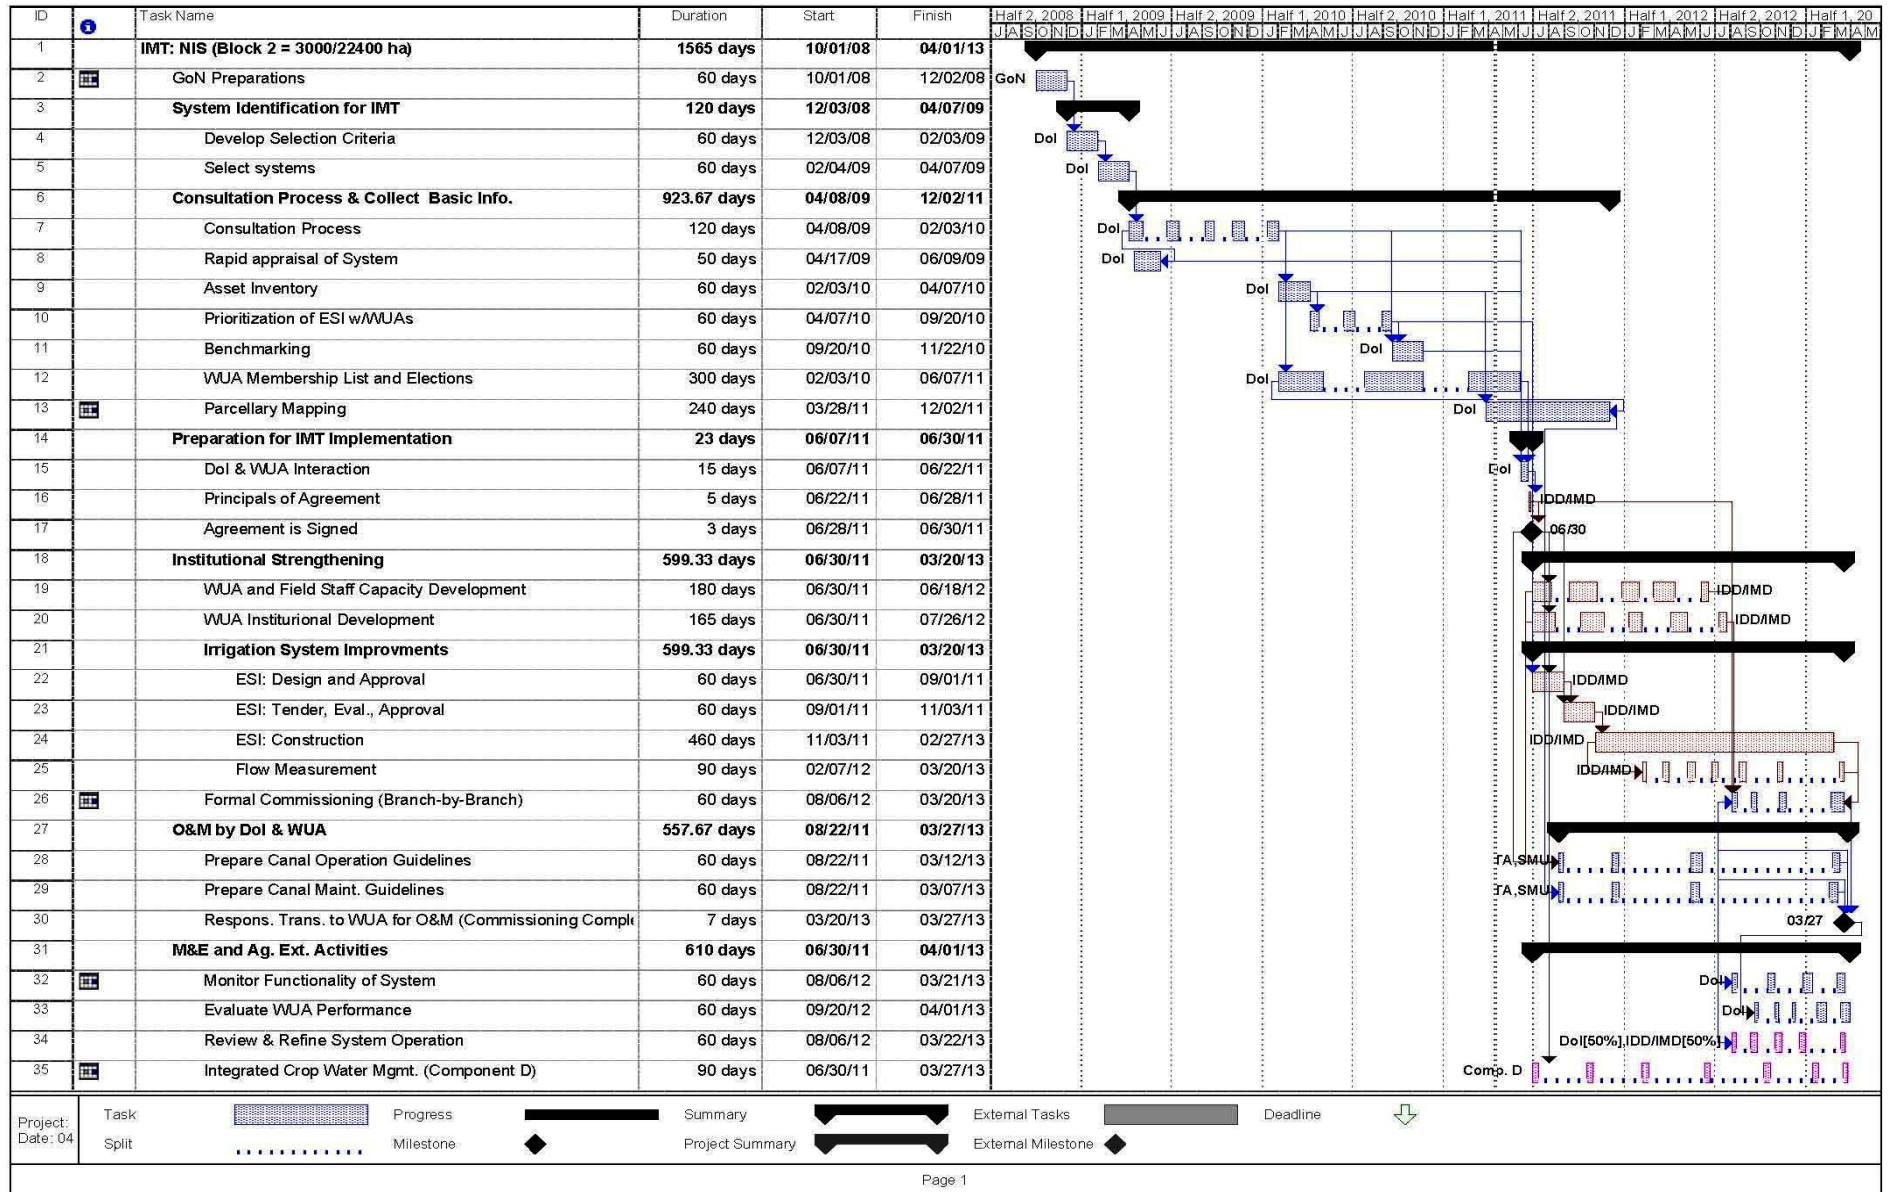 ID Task Name Duration Start Finish Half 2, 2008 Half 1, 2009 Half 2, 2009 Half 1, 2010 Half 2, 2010 Half 1, 2011 Half 2, 2011 Half 1, 2012 Half 2, 2012 Half 1, 20
J A S O N D J F M A M J J A S O N D J F M A M J J A S O N D J F M A M J J A S O N D J F M A M J J A S O N D J F M A M
1 IMT: NIS (Block 2 = 3000/22400 ha) 1565 days 10/01/08 04/01/13
2 GoN Preparations 60 days 10/01/08 12/02/08 GoN
3 System Identification for IMT 120 days 12/03/08 04/07/09
4 Develop Selection Criteria 60 days 12/03/08 02/03/09 DoI
5 Select systems 60 days 02/04/09 04/07/09 DoI
6 Consultation Process & Collect Basic Info. 923.67 days 04/08/09 12/02/11
7 Consultation Process 120 days 04/08/09 02/03/10 DoI
8 Rapid appraisal of System 50 days 04/17/09 06/09/09 DoI
9 Asset Inventory 60 days 02/03/10 04/07/10 DoI
10 Prioritization of ESI w/WUAs 60 days 04/07/10 09/20/10
11 Benchmarking 60 days 09/20/10 11/22/10 DoI
12 WUA Membership List and Elections 300 days 02/03/10 06/07/11 DoI
13 Parcellary Mapping 240 days 03/28/11 12/02/11 DoI
14 Preparation for IMT Implementation 23 days 06/07/11 06/30/11
15 DoI & WUA Interaction 15 days 06/07/11 06/22/11 DoI
16 Principals of Agreement 5 days 06/22/11 06/28/11 IDD/IMD
17 Agreement is Signed 3 days 06/28/11 06/30/11 06/30
18 Institutional Strengthening 599.33 days 06/30/11 03/20/13
19 WUA and Field Staff Capacity Development 180 days 06/30/11 06/18/12 IDD/IMD
20 WUA Insturional Development 165 days 06/30/11 07/26/12 IDD/IMD
21 Irrigation System Improvments 599.33 days 06/30/11 03/20/13
22 ESI: Design and Approval 60 days 06/30/11 09/01/11 IDD/IMD
23 ESI: Tender, Eval., Approval 60 days 09/01/11 11/03/11 IDD/IMD
24 ESI: Construction 460 days 11/03/11 02/27/13 IDD/IMD
25 Flow Measurement 90 days 02/07/12 03/20/13 IDD/IMD
26 Formal Commissioning (Branch-by-Branch) 60 days 08/06/12 03/20/13
27 O&M by DoI & WUA 557.67 days 08/22/11 03/27/13
28 Prepare Canal Operation Guidelines 60 days 08/22/11 03/12/13 TA,SMU
29 Prepare Canal Maint. Guidelines 60 days 08/22/11 03/07/13 TA,SMU
30 Respons. Trans. to WUA for O&M (Commissioning Comple 7 days 03/20/13 03/27/13 03/27
31 M&E and Ag. Ext. Activities 610 days 06/30/11 04/01/13
32 Monitor Functionality of System 60 days 08/06/12 03/21/13 DoI
33 Evaluate WUA Performance 60 days 09/20/12 04/01/13 DoI
34 Review & Refine System Operation 60 days 08/06/12 03/22/13 DoI[50%],IDD/IMD[50%]
35 Integrated Crop Water Mgmt. (Component D) 90 days 06/30/11 03/27/13 Comp. D
Project:
Date: 04
Task Progress Summary External Tasks Deadline
Split Milestone Project Summary External Milestone
Page 1